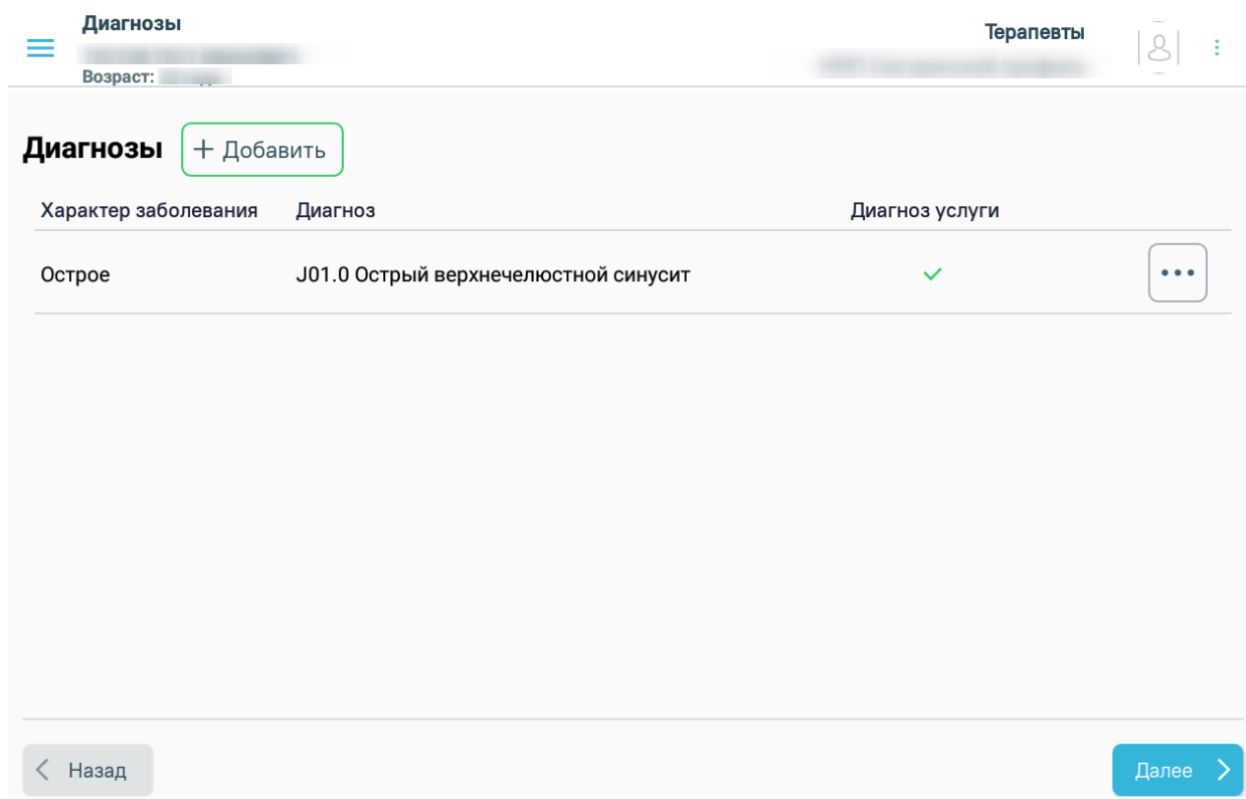 Диагнозы
Терапевты
Возраст:
Диагнозы + Добавить
Характер заболевания Диагноз Диагноз услуги
Острое J01.0 Острый верхнечелюстной синусит
Назад Далее